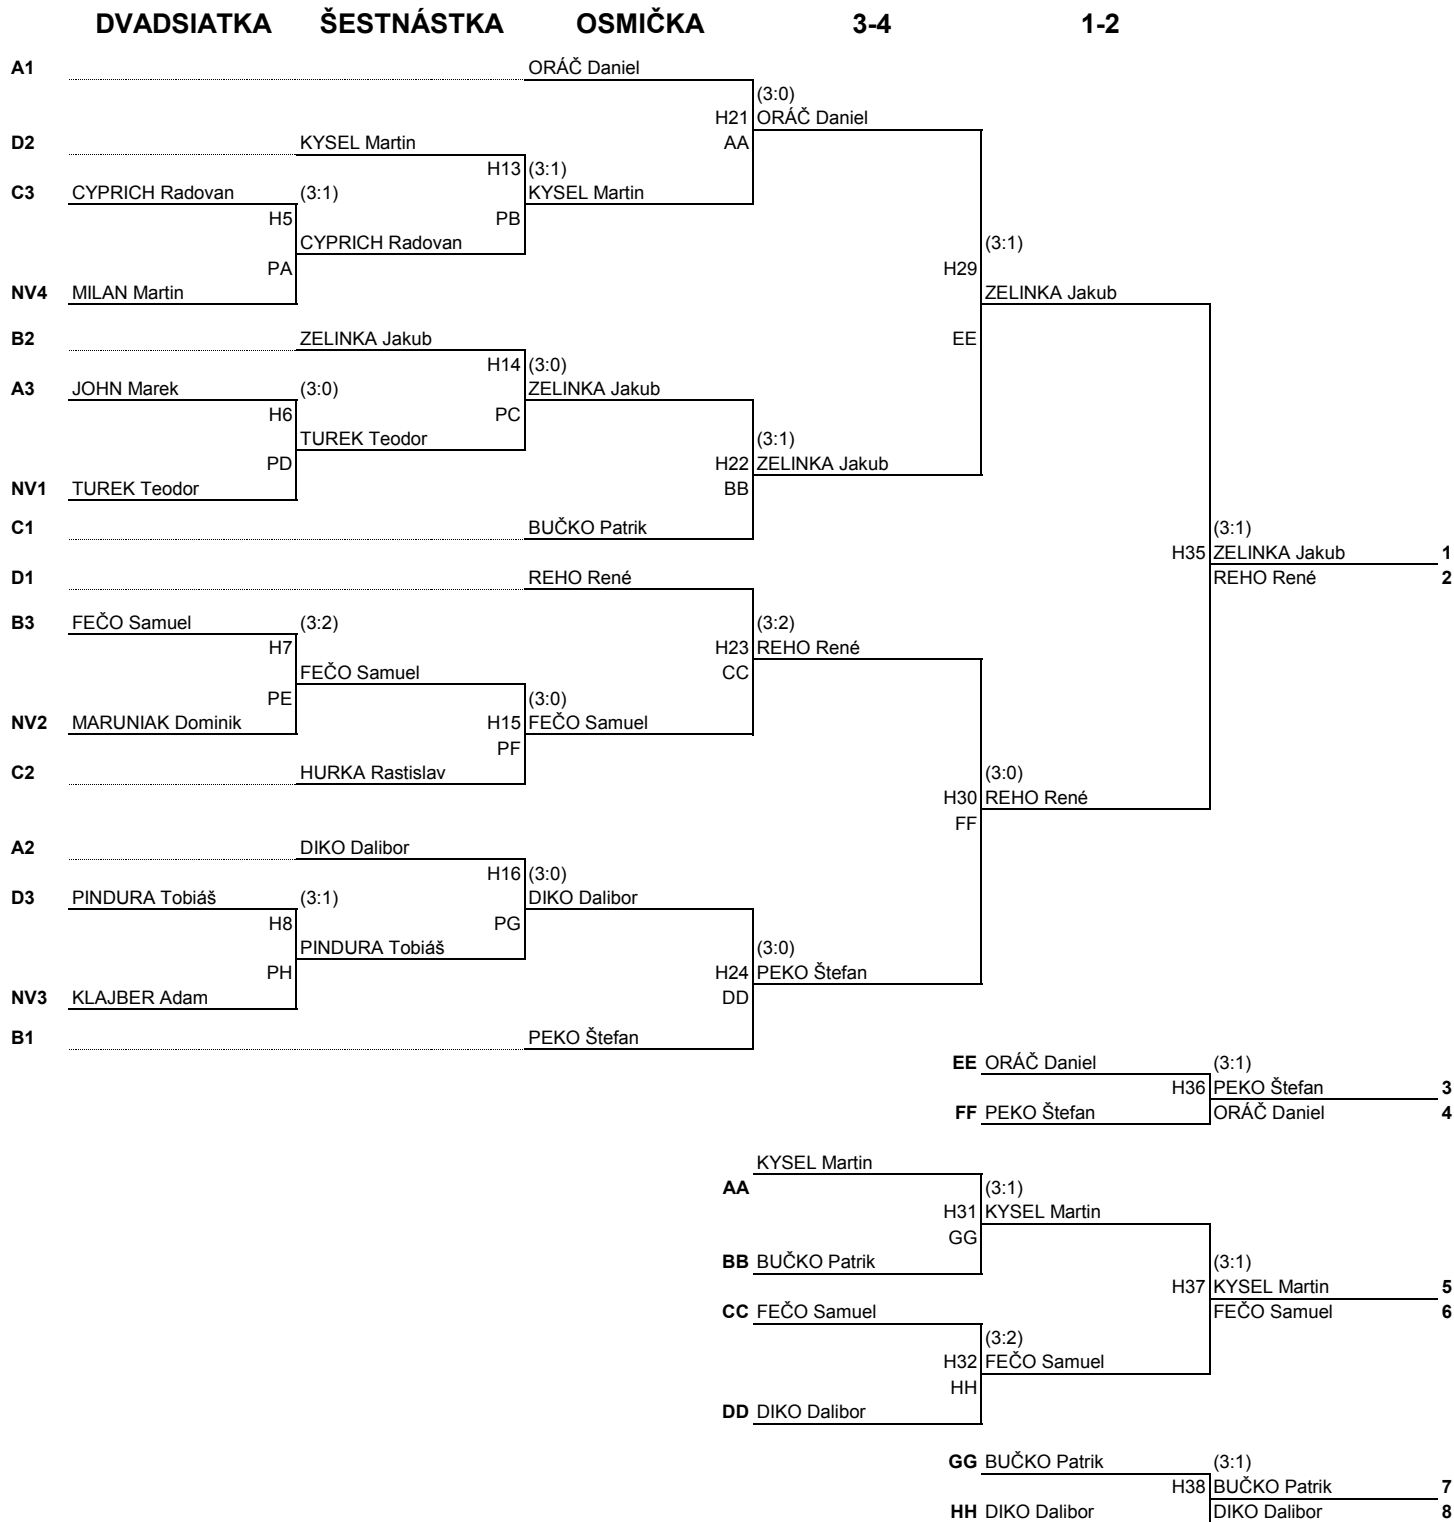 DVADSIATKA ŠESTNÁSTKA OSMIČKA 3-4 1-2
A1 ORÁČ Daniel
(3:0)
H21 ORÁČ Daniel
D2 KYSEL Martin AA
H13 (3:1)
C3 CYPRICH Radovan (3:1) KYSEL Martin
H5 PB
CYPRICH Radovan (3:1)
PA H29
NV4 MILAN Martin ZELINKA Jakub
B2 ZELINKA Jakub EE
H14 (3:0)
A3 JOHN Marek (3:0) ZELINKA Jakub
H6 PC
TUREK Teodor (3:1)
PD H22 ZELINKA Jakub
NV1 TUREK Teodor BB
C1 BUČKO Patrik (3:1)
H35 ZELINKA Jakub 1
D1 REHO René REHO René 2
B3 FEČO Samuel (3:2) (3:2)
H7 H23 REHO René
FEČO Samuel CC
PE (3:0)
NV2 MARUNIAK Dominik H15 FEČO Samuel
PF
C2 HURKA Rastislav (3:0)
H30 REHO René
FF
A2 DIKO Dalibor
H16 (3:0)
D3 PINDURA Tobiáš (3:1) DIKO Dalibor
H8 PG
PINDURA Tobiáš (3:0)
PH H24 PEKO Štefan
NV3 KLAJBER Adam DD
B1 PEKO Štefan
EE ORÁČ Daniel (3:1)
H36 PEKO Štefan 3
FF PEKO Štefan ORÁČ Daniel 4
KYSEL Martin
AA (3:1)
H31 KYSEL Martin
GG
BB BUČKO Patrik (3:1)
H37 KYSEL Martin 5
CC FEČO Samuel FEČO Samuel 6
(3:2)
H32 FEČO Samuel
HH
DD DIKO Dalibor
GG BUČKO Patrik (3:1)
H38 BUČKO Patrik 7
HH DIKO Dalibor DIKO Dalibor 8